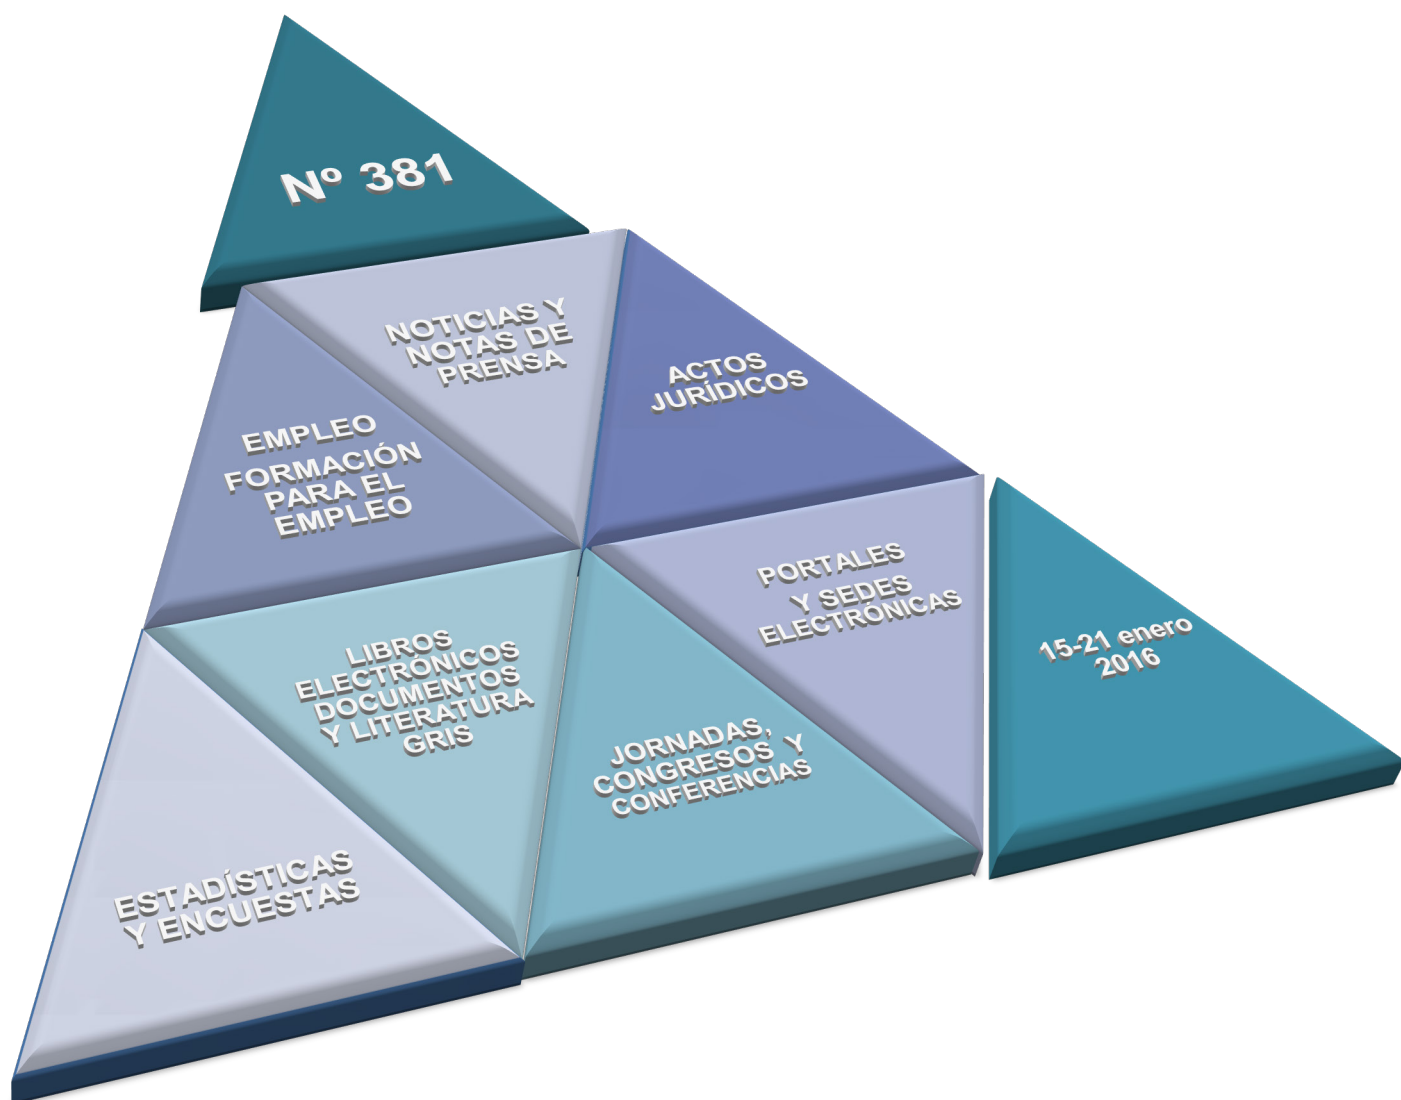 Nº 381
NOTICIAS Y
NOTAS DE
PRENSA
ACTOS
JURÍDICOS
EMPLEO
FORMACIÓN
PARA EL
EMPLEO
PORTALES
Y SEDES
ELECTRÓNICAS
15-21 enero
2016
LIBROS
ELECTRÓNICOS
DOCUMENTOS
Y LITERATURA
GRIS
JORNADAS,
CONGRESOS Y
CONFERENCIAS
ESTADÍSTICAS
Y ENCUESTAS